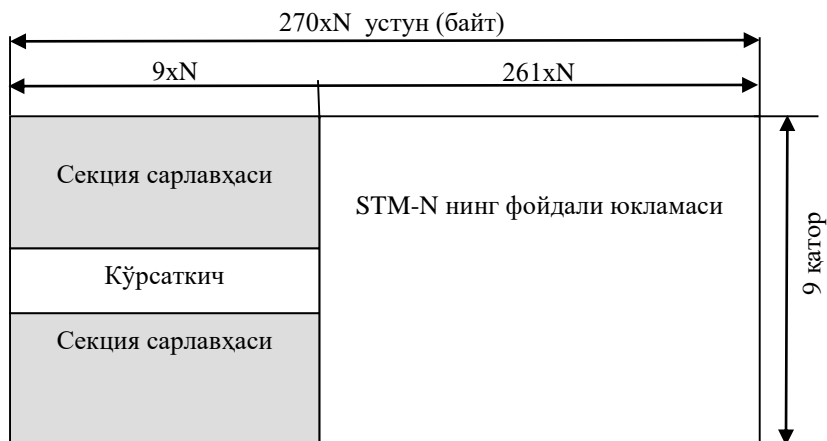 270xN устун (байт)
9xN
261xN
Секция сарлавҳаси
STM-N нинг фойдали юкламаси
Кўрсаткич
Секция сарлавҳаси
9 қатор